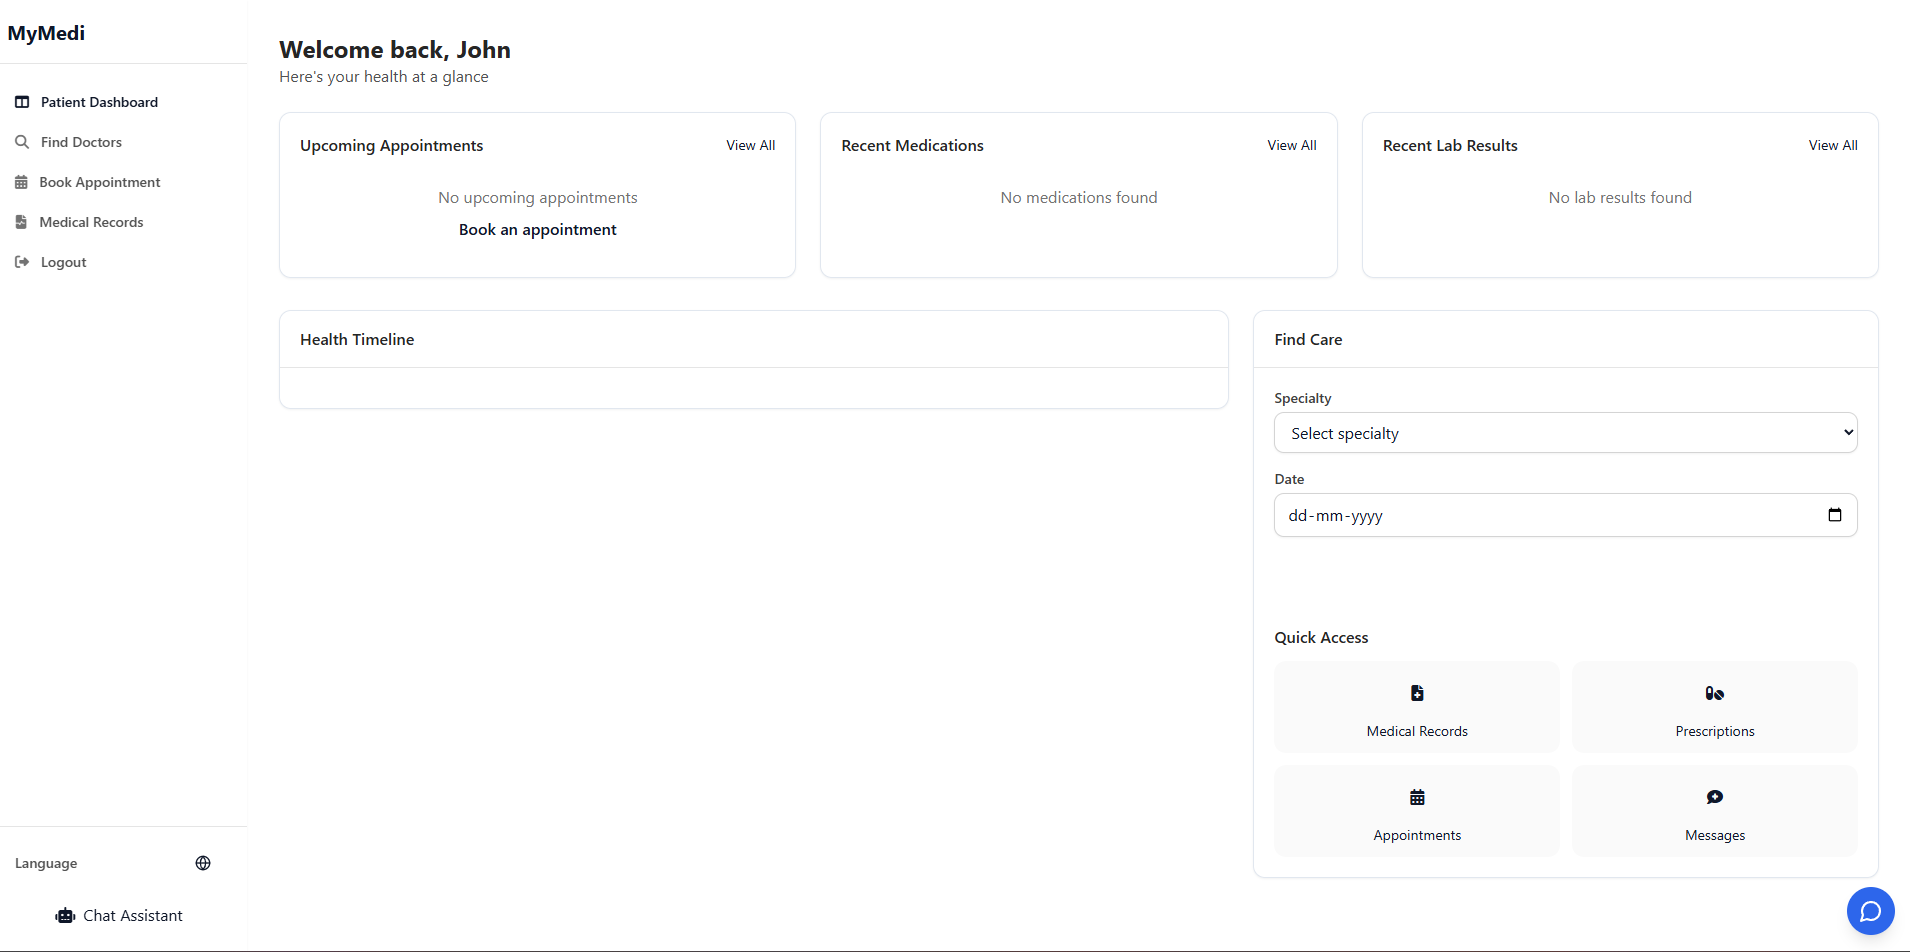 MyMedi
Patient Dashboard
Find Doctors
Book Appointment
Medical Records
Logout
Language
Chat Assistant
Welcome back, John
Here's your health at a glance
Upcoming Appointments
View All
No upcoming appointments
Book an appointment
Recent Medications
View All
No medications found
Recent Lab Results
View All
No lab results found
Health Timeline
Find Care
Specialty
Select specialty
Date
dd-mm-yyyy
Quick Access
Medical Records
Prescriptions
Appointments
Messages